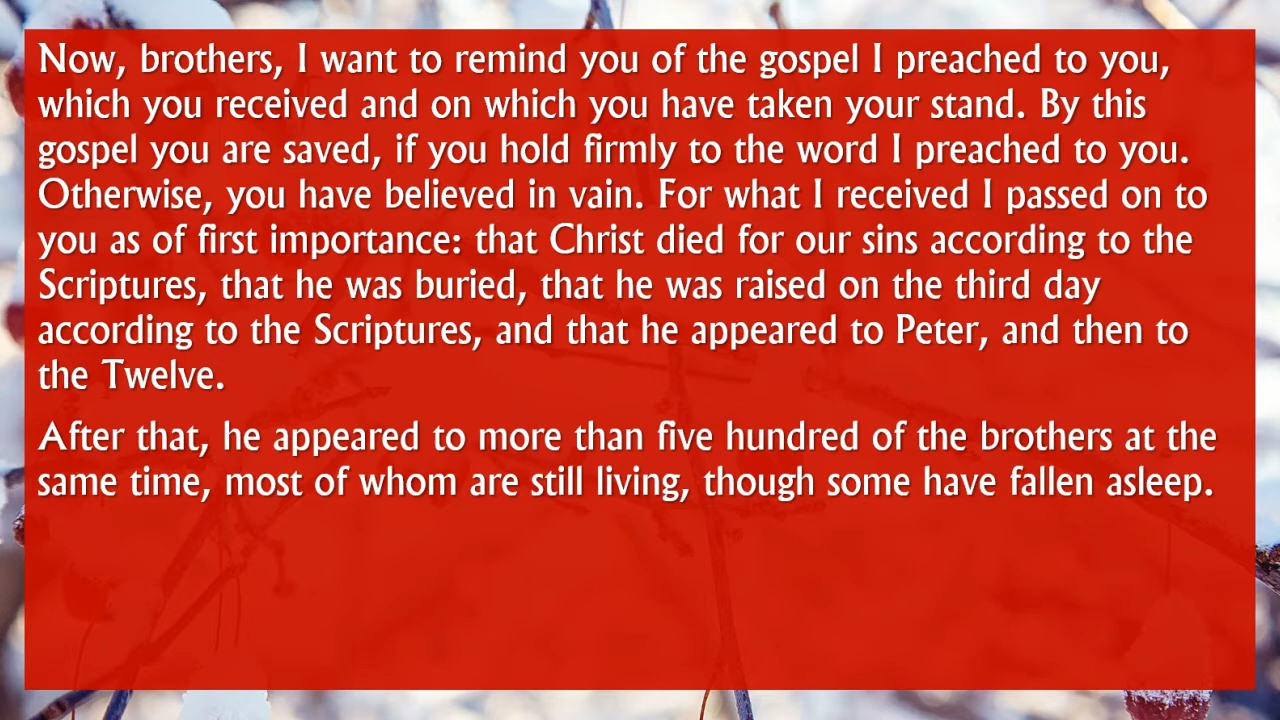 Now, brothers, I want to remind you of the gospel I preached to you,
which you received and on which you have taken your stand. By this
gospel you are saved, if you hold firmly to the word I preached to you.
Otherwise, you have believed in vain. For what I received I passed on to
you as of first importance: that Christ died for our sins according to the
Scriptures, that he was buried, that he was raised on the third day
according to the Scriptures, and that he appeared to Peter, and then to
the Twelve.
After that, he appeared to more than five hundred of the brothers at the
same time, most of whom are still living, though some have fallen asleep.